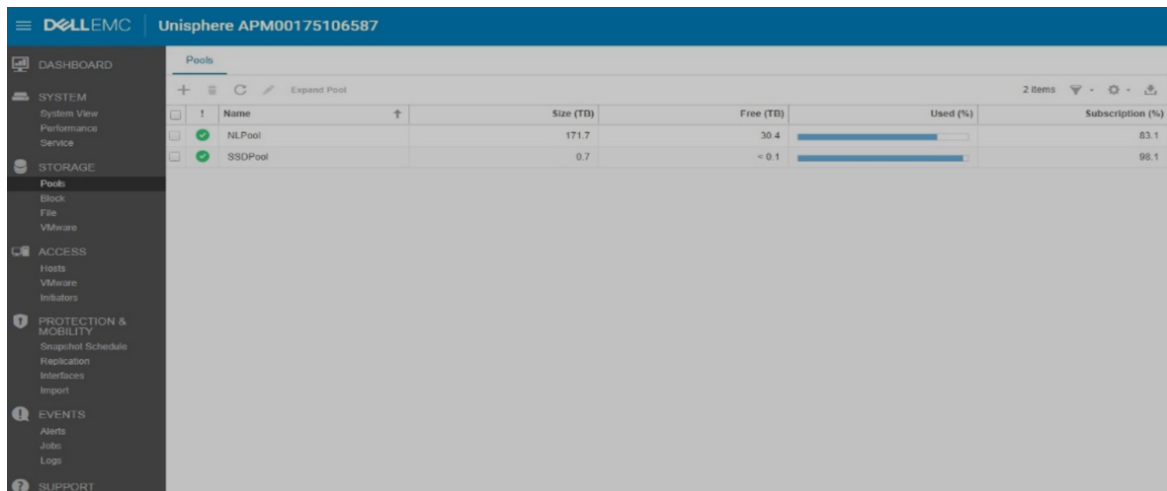 DELLEMC Unisphere APM00175106587
DASHBOARD
SYSTEM
System View
Performance
Service
STORAGE
Pools
Block
File
VMware
ACCESS
Hosts
VMware
Initiators
PROTECTION &
MOBILITY
Snapshot Schedule
Replication
Interfaces
Import
EVENTS
Alerts
Jobs
Logs
SUPPORT
Pools
Expand Pool 2 items
! Name Size (TB) Free (TB) Used (%) Subscription (%)
NLPool 171.7 30.4 83.1
SSDPool 0.7 < 0.1 98.1